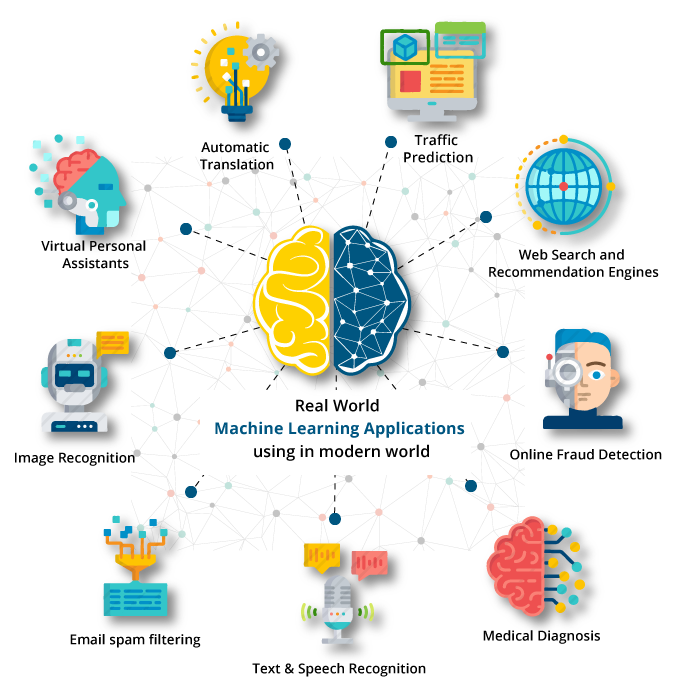 Automatic
Translation
Traffic
Prediction
Virtual Personal
Assistants
Web Search and
Recommendation Engines
Real World
Machine Learning Applications
using in modern world
Image Recognition
Online Fraud Detection
Email spam filtering
Text & Speech Recognition
Medical Diagnosis